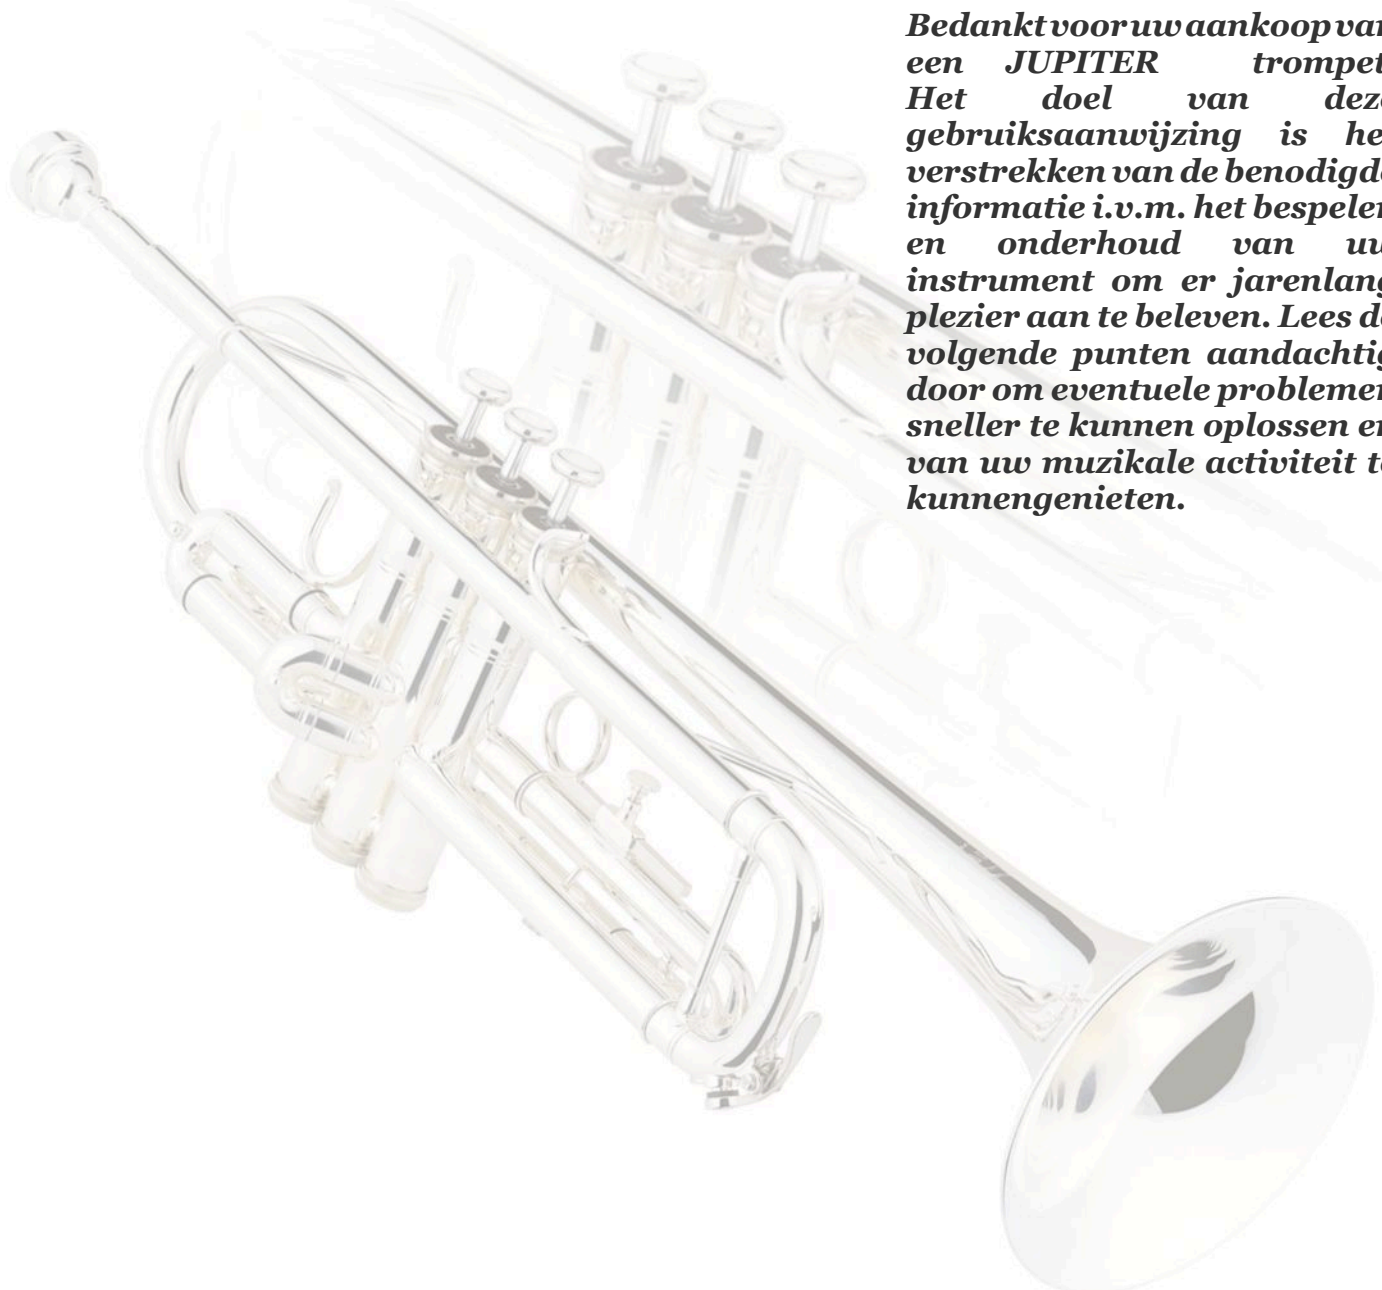 Bedankt voor uw aankoop van
een JUPITER trompet.
Het doel van deze
gebruiksaanwijzing is het
verstrekken van de benodigde
informatie i.v.m. het bespelen
en onderhoud van uw
instrument om er jarenlang
plezier aan te beleven. Lees de
volgende punten aandachtig
door om eventuele problemen
sneller te kunnen oplossen en
van uw muzikale activiteit te
kunnengenieten.